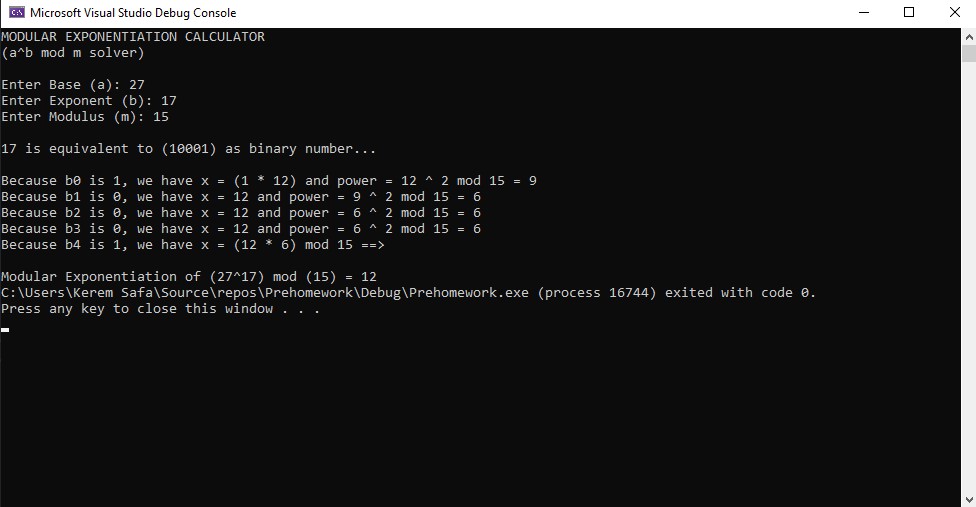 Microsoft Visual Studio Debug Console
MODULAR EXPONENTIATION CALCULATOR
(a^b mod m solver)
Enter Base (a): 27
Enter Exponent (b): 17
Enter Modulus (m): 15
17 is equivalent to (10001) as binary number...
Because b0 is 1, we have x = (1 * 12) and power = 12 ^ 2 mod 15 = 9
Because b1 is 0, we have x = 12 and power = 9 ^ 2 mod 15 = 6
Because b2 is 0, we have x = 12 and power = 6 ^ 2 mod 15 = 6
Because b3 is 0, we have x = 12 and power = 6 ^ 2 mod 15 = 6
Because b4 is 1, we have x = (12 * 6) mod 15 ==>
Modular Exponentiation of (27^17) mod (15) = 12
C:\Users\Kerem Safa\Source\repos\Prehomework\Debug\Prehomework.exe (process 16744) exited with code 0.
Press any key to close this window . . .